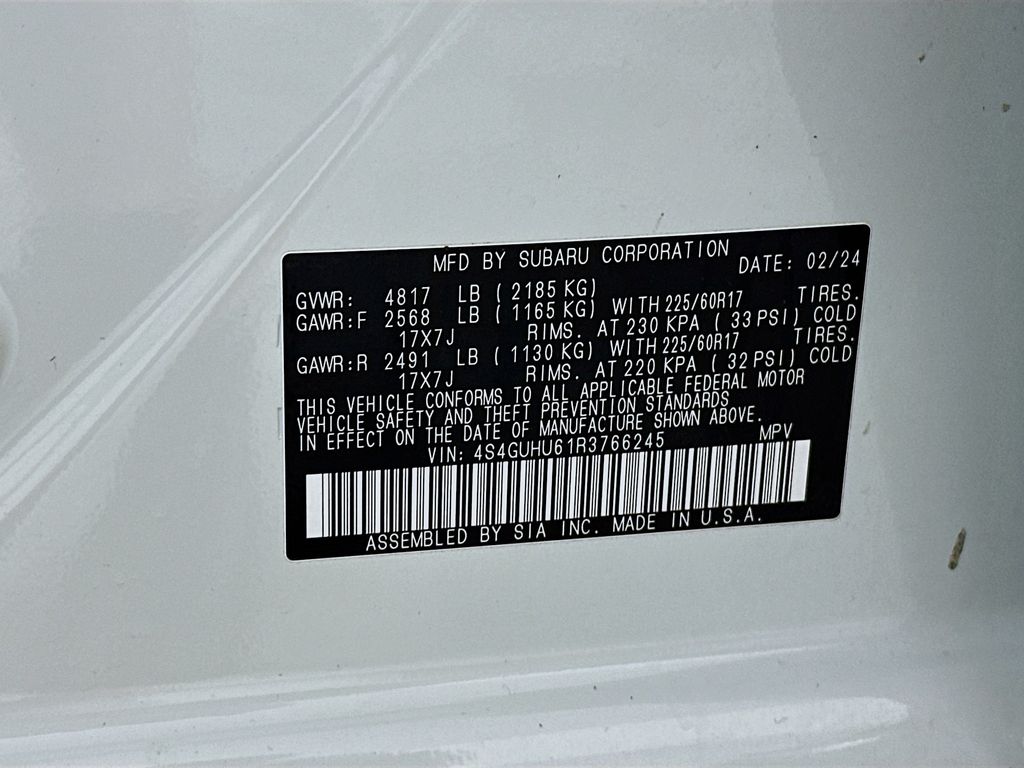 MFD BY SUBARU CORPORATION DATE: 02/24
GVWR: 4817 LB ( 2185 KG)
GAWR:F 2568 LB ( 1165 KG) WITH 225/60R17 TIRES.
17X7J RIMS. AT 230 KPA ( 33 PSI) COLD
GAWR:R 2491 LB ( 1130 KG) WITH 225/60R17 TIRES.
17X7J RIMS. AT 220 KPA ( 32 PSI) COLD
THIS VEHICLE CONFORMS TO ALL APPLICABLE FEDERAL MOTOR
VEHICLE SAFETY AND THEFT PREVENTION STANDARDS
IN EFFECT ON THE DATE OF MANUFACTURE SHOWN ABOVE.
VIN: 4S4GUHU61R3766245 MPV
ASSEMBLED BY SIA INC. MADE IN U.S.A.